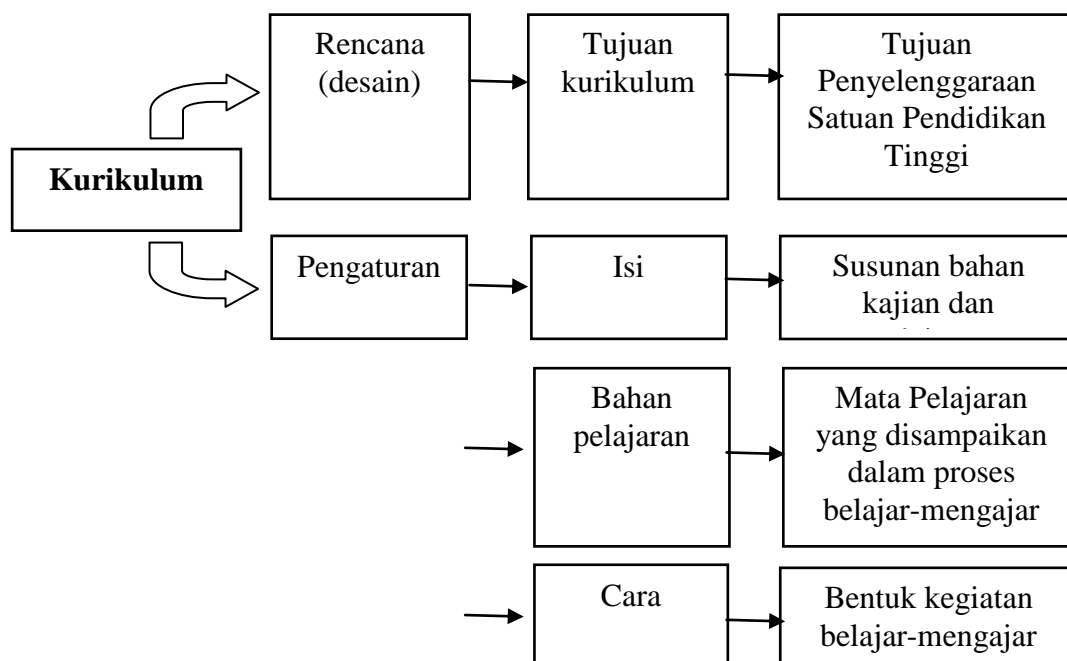 Rencana
(desain)
Tujuan
kurikulum
Tujuan
Penyelenggaraan
Satuan Pendidikan
Tinggi
Kurikulum
Pengaturan
Isi
Susunan bahan
kajian dan
Bahan
pelajaran
Mata Pelajaran
yang disampaikan
dalam proses
belajar-mengajar
Cara
Bentuk kegiatan
belajar-mengajar